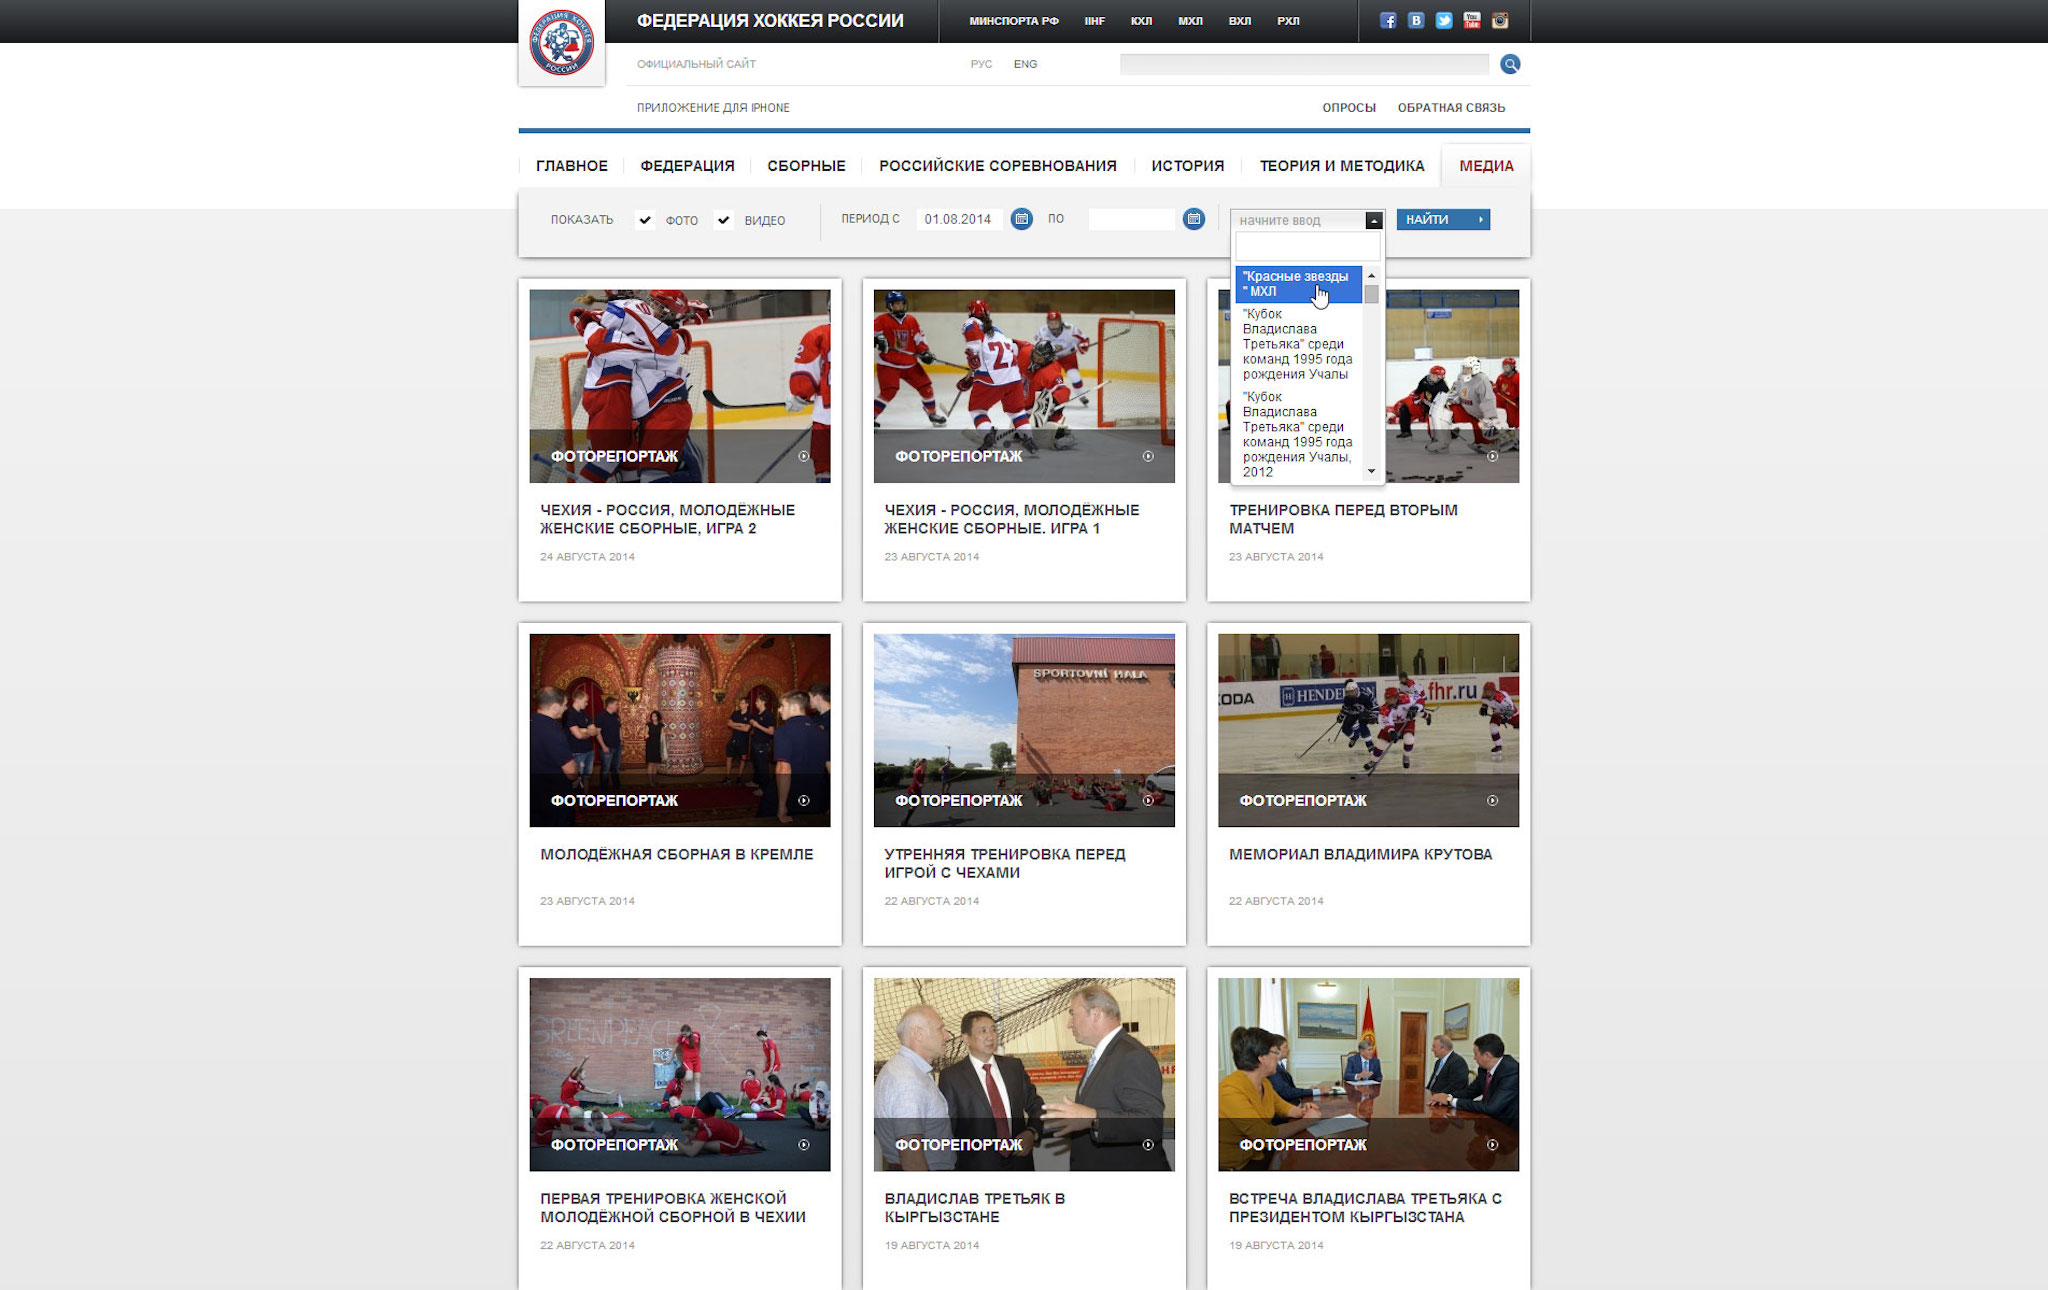 ФЕДЕРАЦИЯ ХОККЕЯ РОССИИ
ФЕДЕРАЦИЯ ХОККЕЯ РОССИИ
МИНСПОРТА РФ IIHF КХЛ МХЛ ВХЛ РХЛ
You Tube
ОФИЦИАЛЬНЫЙ САЙТ
РУС ENG
ПРИЛОЖЕНИЕ ДЛЯ IPHONE
ОПРОСЫ ОБРАТНАЯ СВЯЗЬ
ГЛАВНОЕ ФЕДЕРАЦИЯ СБОРНЫЕ РОССИЙСКИЕ СОРЕВНОВАНИЯ ИСТОРИЯ ТЕОРИЯ И МЕТОДИКА МЕДИА
ПОКАЗАТЬ ФОТО ВИДЕО ПЕРИОД С 01.08.2014 ПО начните ввод НАЙТИ
"Красные звезды
" МХЛ
"Кубок
Владислава
Третьяка" среди
команд 1995 года
рождения Учалы
"Кубок
Владислава
Третьяка" среди
команд 1995 года
рождения Учалы,
2012
ФОТОРЕПОРТАЖ
ЧЕХИЯ - РОССИЯ, МОЛОДЁЖНЫЕ
ЖЕНСКИЕ СБОРНЫЕ, ИГРА 2
24 АВГУСТА 2014
ФОТОРЕПОРТАЖ
ЧЕХИЯ - РОССИЯ, МОЛОДЁЖНЫЕ
ЖЕНСКИЕ СБОРНЫЕ. ИГРА 1
23 АВГУСТА 2014
ТРЕНИРОВКА ПЕРЕД ВТОРЫМ
МАТЧЕМ
23 АВГУСТА 2014
ФОТОРЕПОРТАЖ
МОЛОДЁЖНАЯ СБОРНАЯ В КРЕМЛЕ
23 АВГУСТА 2014
SPORTOVNÍ HALA
ФОТОРЕПОРТАЖ
УТРЕННЯЯ ТРЕНИРОВКА ПЕРЕД
ИГРОЙ С ЧЕХАМИ
22 АВГУСТА 2014
fhr.ru
ФОТОРЕПОРТАЖ
МЕМОРИАЛ ВЛАДИМИРА КРУТОВА
22 АВГУСТА 2014
GREENPEACE
ФОТОРЕПОРТАЖ
ПЕРВАЯ ТРЕНИРОВКА ЖЕНСКОЙ
МОЛОДЁЖНОЙ СБОРНОЙ В ЧЕХИИ
22 АВГУСТА 2014
ФОТОРЕПОРТАЖ
ВЛАДИСЛАВ ТРЕТЬЯК В
КЫРГЫЗСТАНЕ
19 АВГУСТА 2014
ФОТОРЕПОРТАЖ
ВСТРЕЧА ВЛАДИСЛАВА ТРЕТЬЯКА С
ПРЕЗИДЕНТОМ КЫРГЫЗСТАНА
19 АВГУСТА 2014